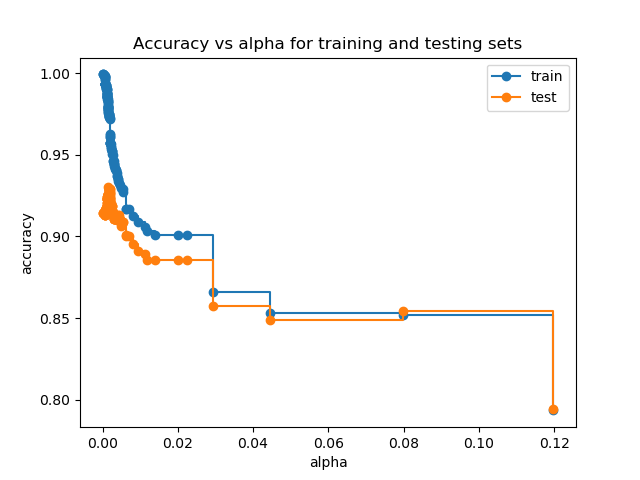 Accuracy vs alpha for training and testing sets
train
test
accuracy
1.00
0.95
0.90
0.85
0.80
0.00 0.02 0.04 0.06 0.08 0.10 0.12
alpha